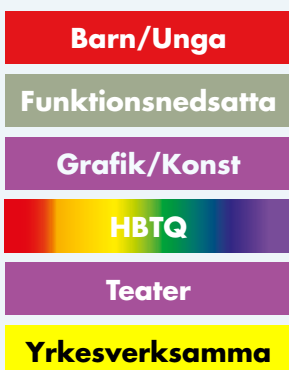 Barn/Unga
Funktionsnedsatta
Grafik/Konst
HBTQ
Teater
Yrkesverksamma